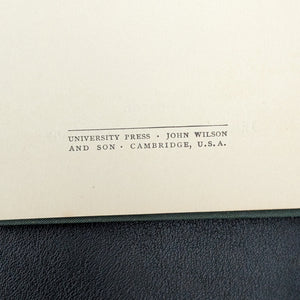 UNIVERSITY PRESS · JOHN WILSON
AND SON · CAMBRIDGE, U.S.A.